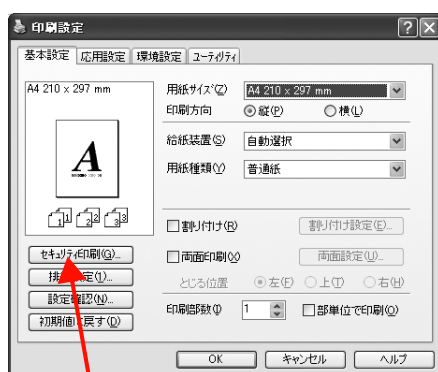 印刷設定
基本設定 応用設定 環境設定 ユーティリティ
A4 210 × 297 mm
A
1 2 3
セキュリティ印刷(G)...
設定確認(N)...
初期値に戻す(D)
用紙サイズ(Z) A4 210 × 297 mm
印刷方向 縦(P) 横(L)
給紙装置(S) 自動選択
用紙種類(Y) 普通紙
割り付け(R) 割り付け設定(E)...
両面印刷(X) 両面設定(U)...
とじる位置 左(F) 上(T) 右(H)
印刷部数(I) 1 部単位で印刷(O)
OK キャンセル ヘルプ